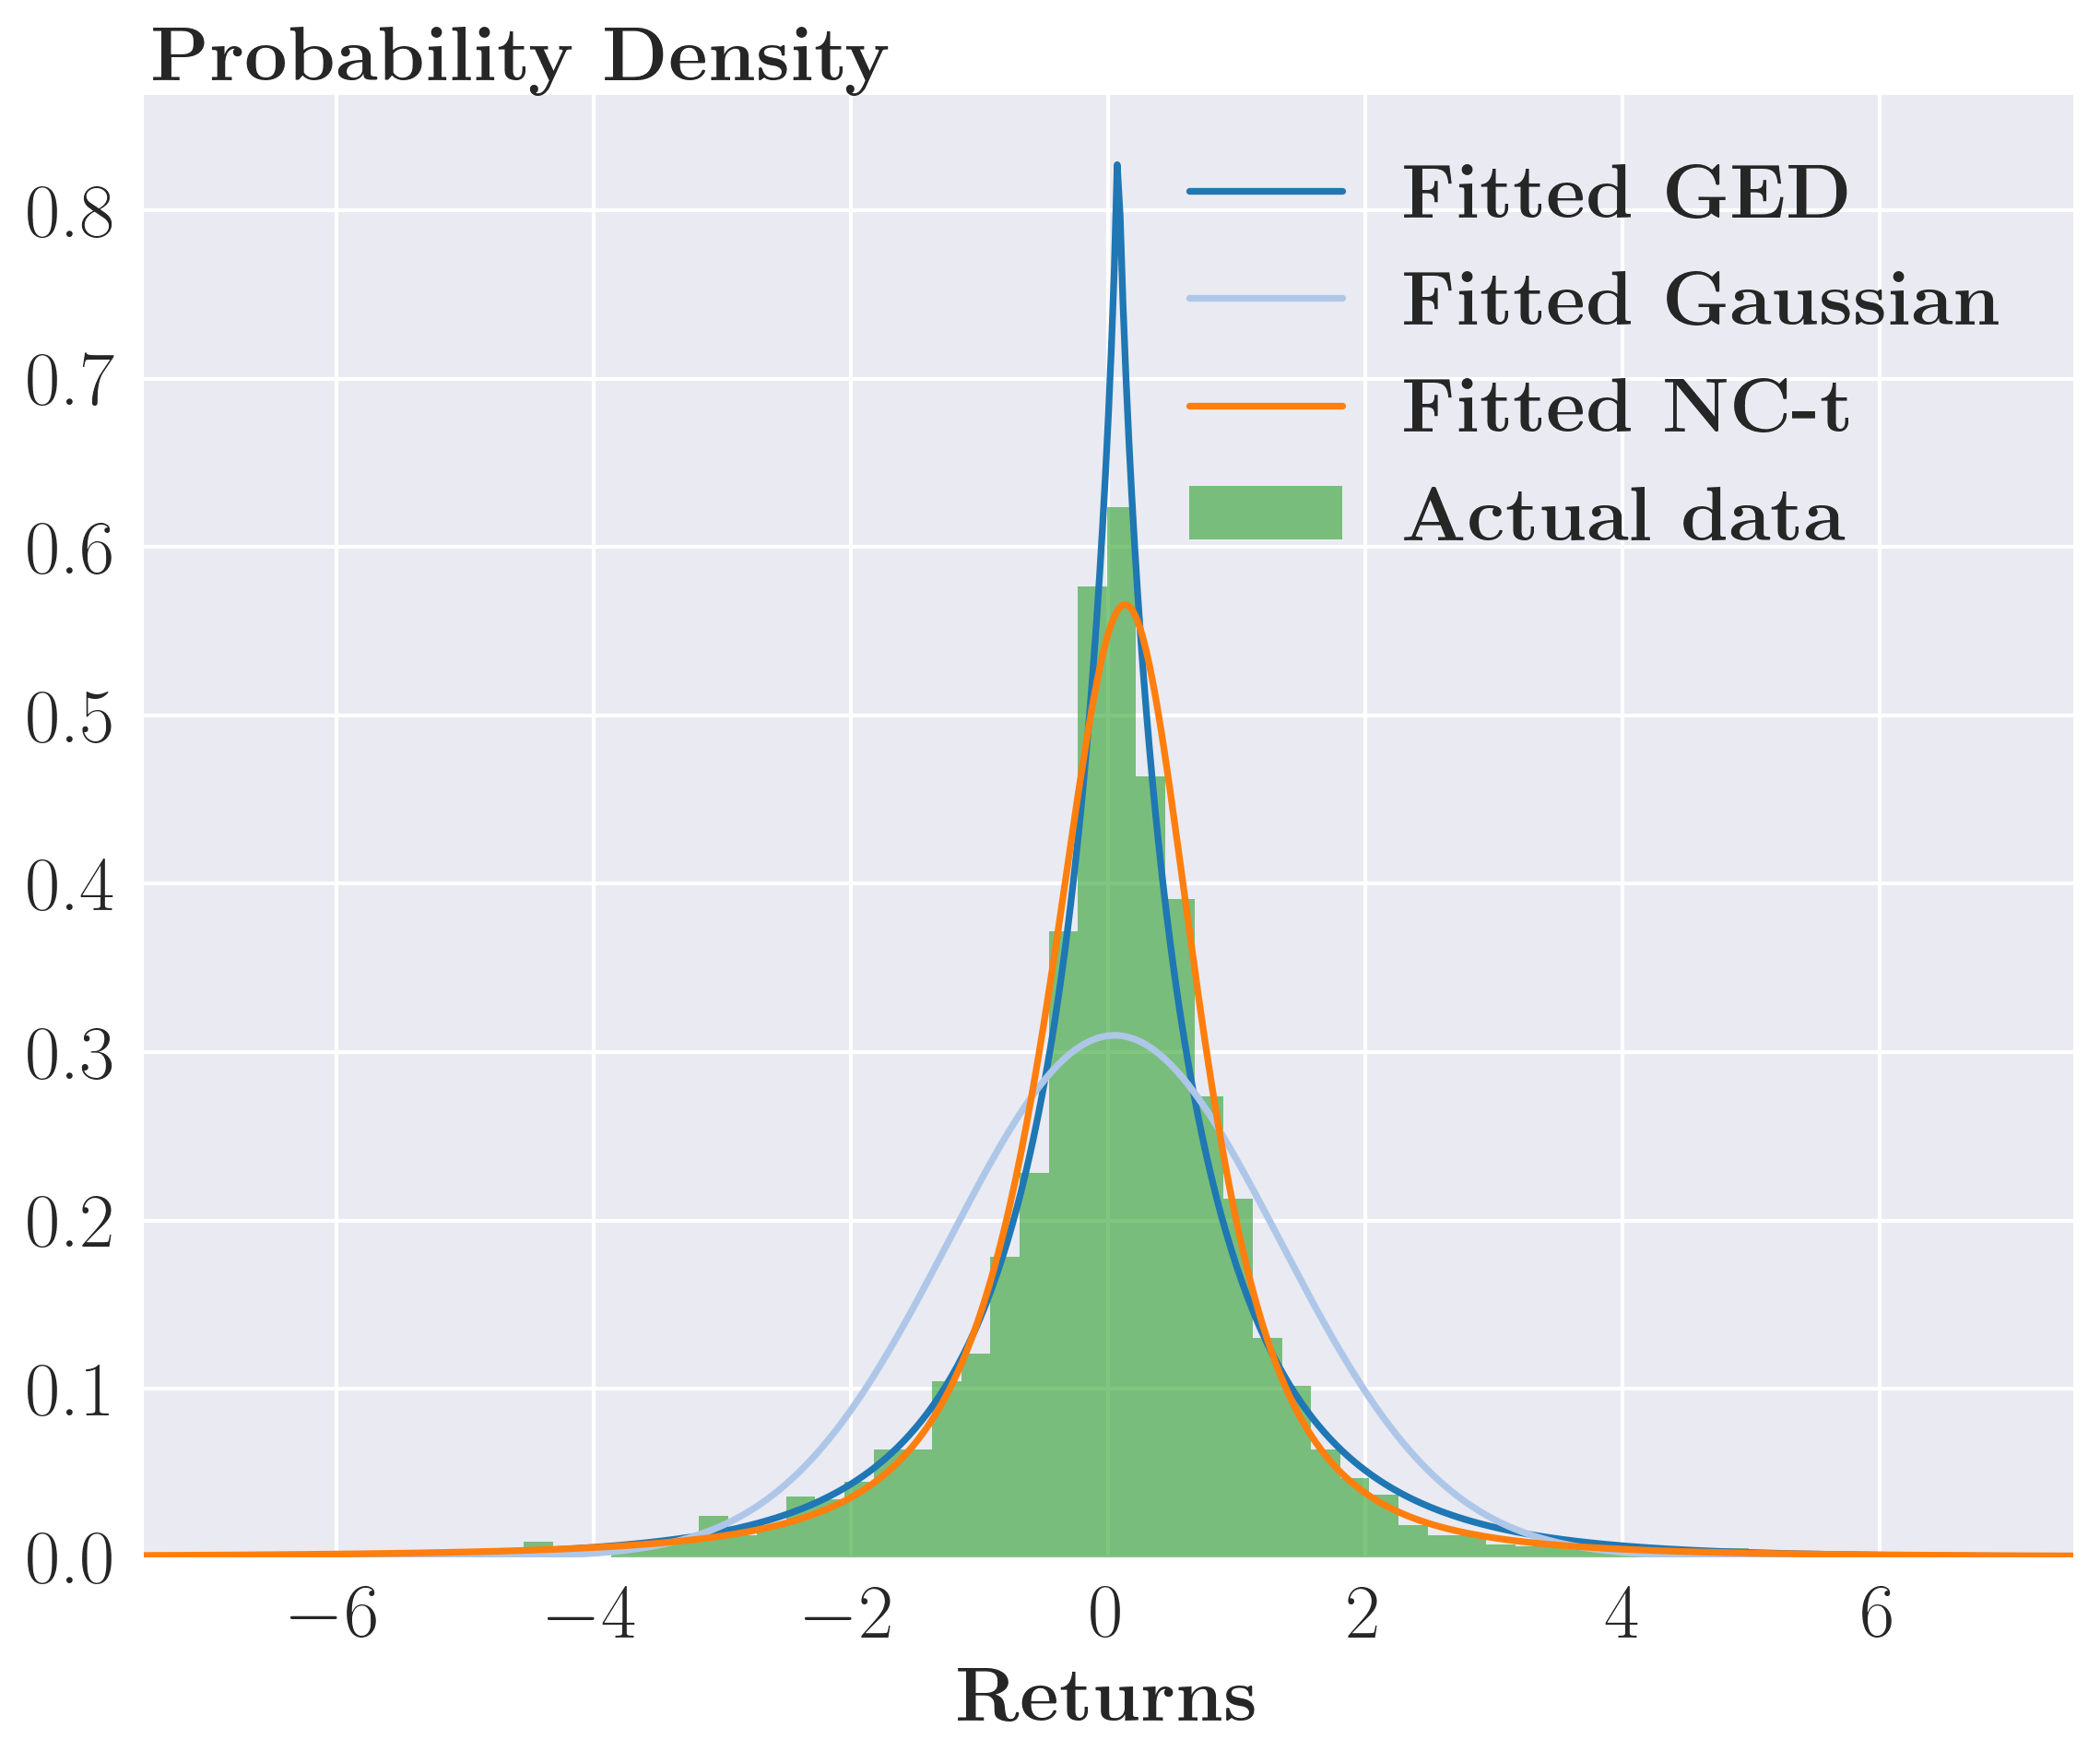 Probability Density
Fitted GED
Fitted Gaussian
Fitted NC-t
Actual data
0.8
0.7
0.6
0.5
0.4
0.3
0.2
0.1
0.0
−6 −4 −2 0 2 4 6
Returns